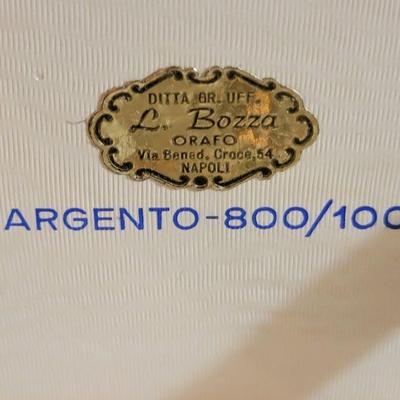 DITTA GR. UFF.
L. Bozza
ORAFO
Via Bened. Croce, 54
NAPOLI
ARGENTO-800/100